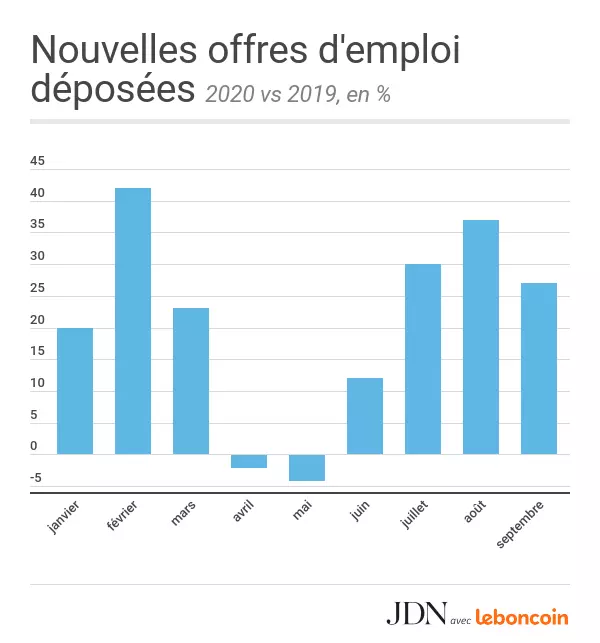 Nouvelles offres d'emploi
déposées 2020 vs 2019, en %
45
40
35
30
25
20
15
10
5
0
-5
janvier
février
mars
avril
mai
juin
juillet
août
septembre
JDN avec leboncoin